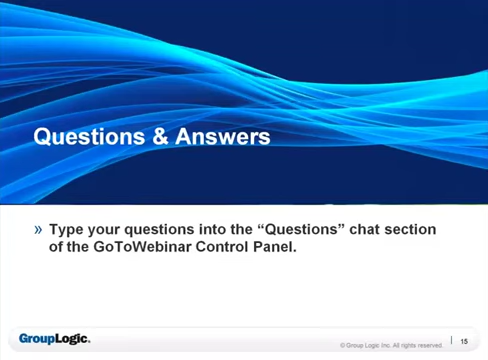 Questions & Answers
» Type your questions into the “Questions” chat section
of the GoToWebinar Control Panel.
GroupLogic.
© Group Logic Inc. All rights reserved. | 15